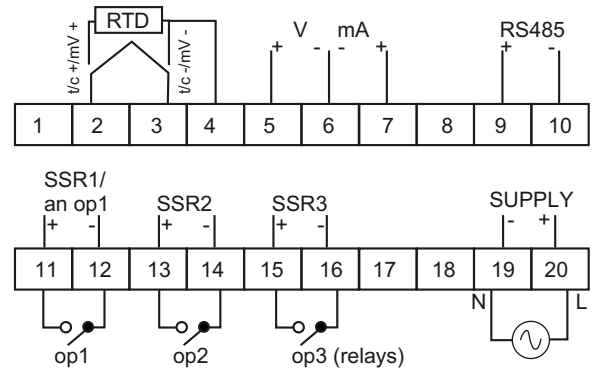 RTD
t/c +/mV +
t/c -/mV -
V mA
+ - - +
RS485
+ -
1 2 3 4 5 6 7 8 9 10
SSR1/
an op1
SSR2
SSR3
SUPPLY
+ - + - + - - +
11 12 13 14 15 16 17 18 19 20
N L
op1 op2 op3 (relays)